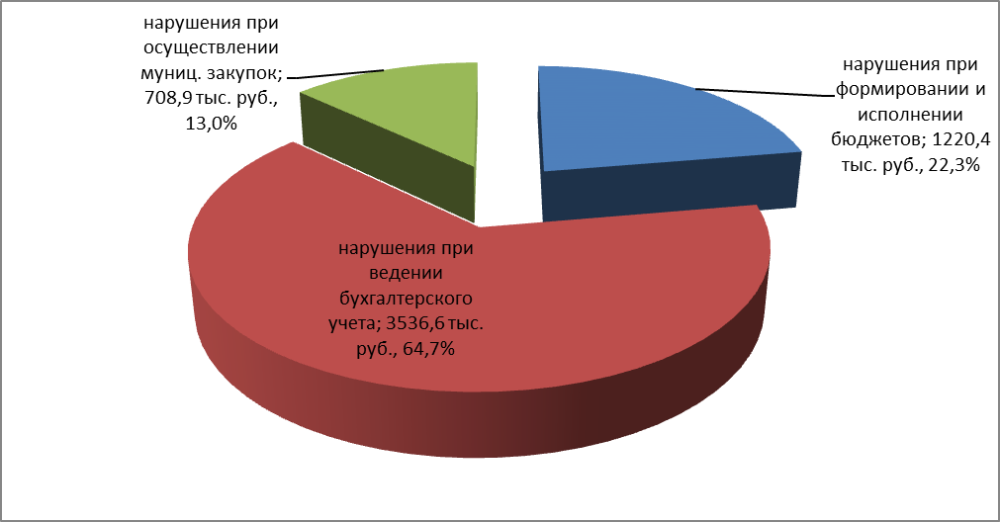 нарушения при
осуществлении
муниц. закупок;
708,9 тыс. руб.,
13,0%
нарушения при
формировании и
исполнении
бюджетов; 1220,4
тыс. руб., 22,3%
нарушения при
ведении
бухгалтерского
учета; 3536,6 тыс.
руб., 64,7%